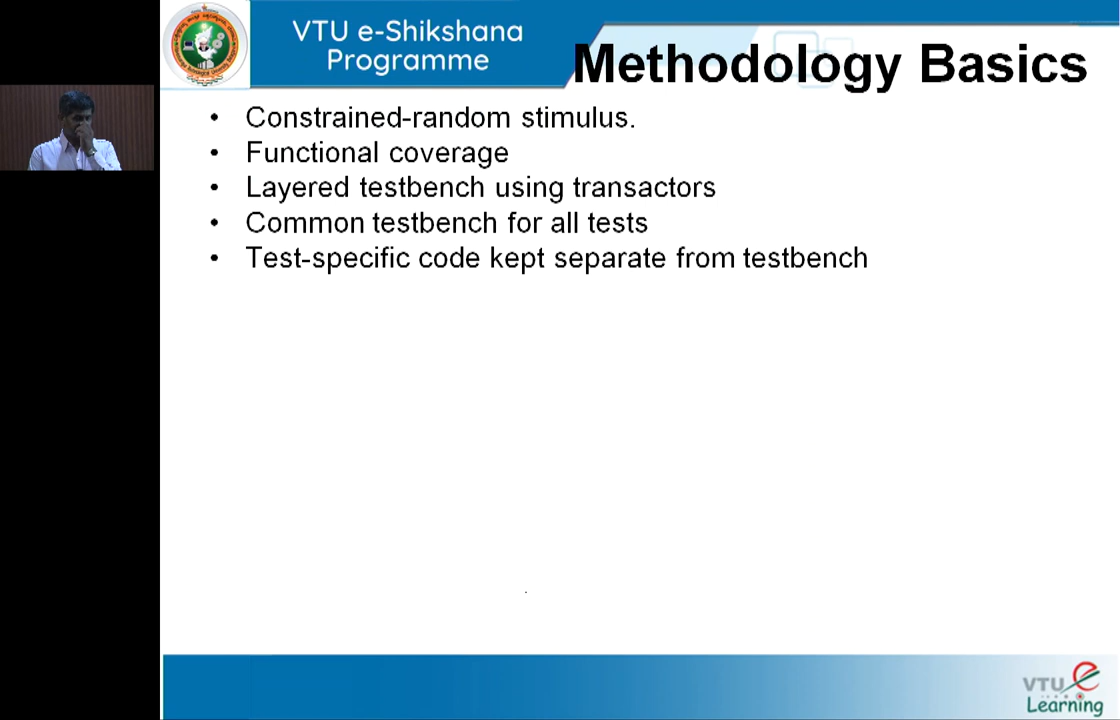 VTU e-Shikshana
Programme
Methodology Basics
• Constrained-random stimulus.
• Functional coverage
• Layered testbench using transactors
• Common testbench for all tests
• Test-specific code kept separate from testbench
VTU e
Learning